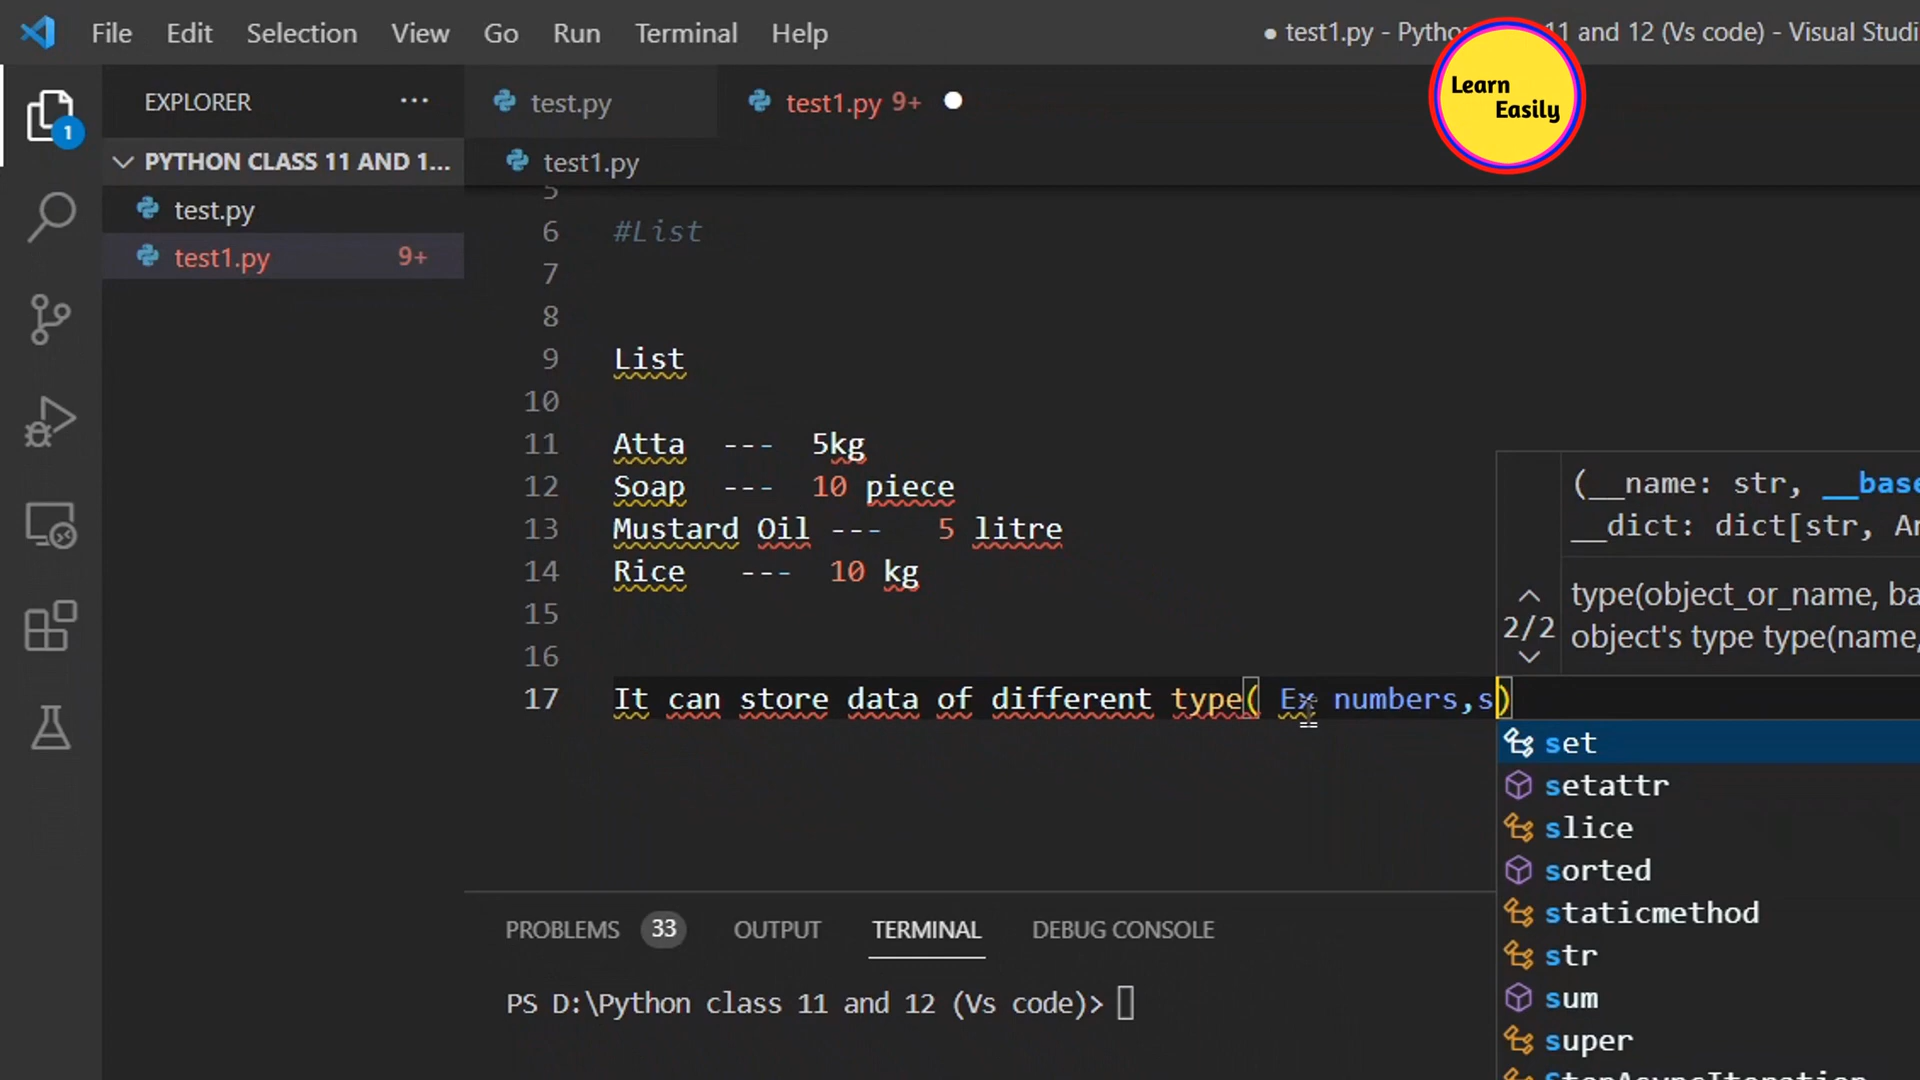 File Edit Selection View Go Run Terminal Help
● test1.py - Pytho 11 and 12 (Vs code) - Visual Studi
Learn
Easily
EXPLORER ···
test.py
test1.py 9+
PYTHON CLASS 11 AND 1...
test1.py
test.py
test1.py 9+
1
5
6 #List
7
8
9 List
10
11 Atta --- 5kg
12 Soap --- 10 piece
13 Mustard Oil --- 5 litre
14 Rice --- 10 kg
15
16
17 It can store data of different type( Ex numbers,s)
(__name: str, __base
__dict: dict[str, An
type(object_or_name, ba
2/2
object's type type(name,
set
setattr
slice
sorted
staticmethod
str
sum
super
StopAsyncIteration
PROBLEMS 33 OUTPUT TERMINAL DEBUG CONSOLE
PS D:\Python class 11 and 12 (Vs code)>